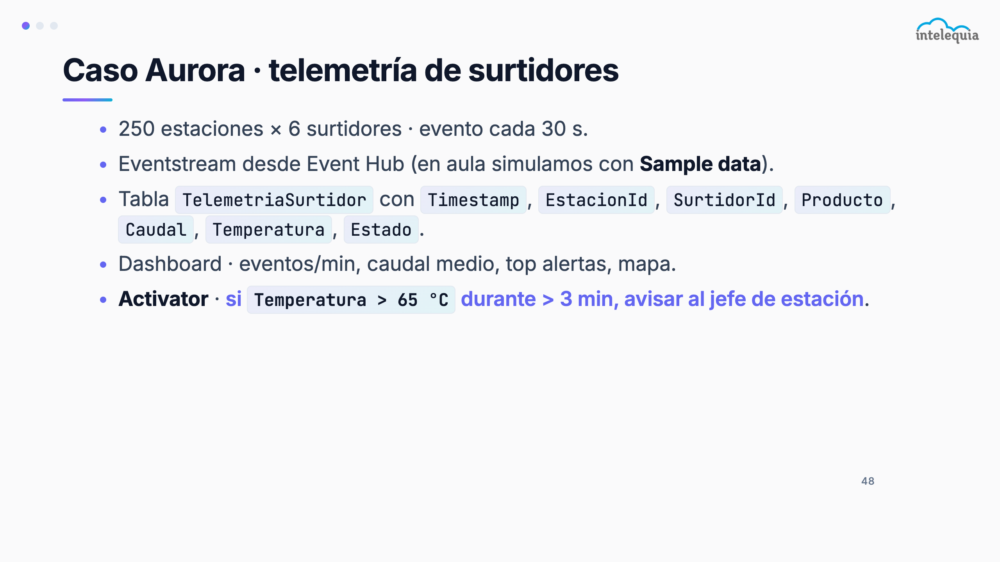 intelequia
Caso Aurora · telemetría de surtidores
• 250 estaciones × 6 surtidores · evento cada 30 s.
• Eventstream desde Event Hub (en aula simulamos con Sample data).
• Tabla TelemetriaSurtidor con Timestamp, EstacionId, SurtidorId, Producto,
Caudal, Temperatura, Estado.
• Dashboard · eventos/min, caudal medio, top alertas, mapa.
• Activator · si Temperatura > 65 °C durante > 3 min, avisar al jefe de estación.
48